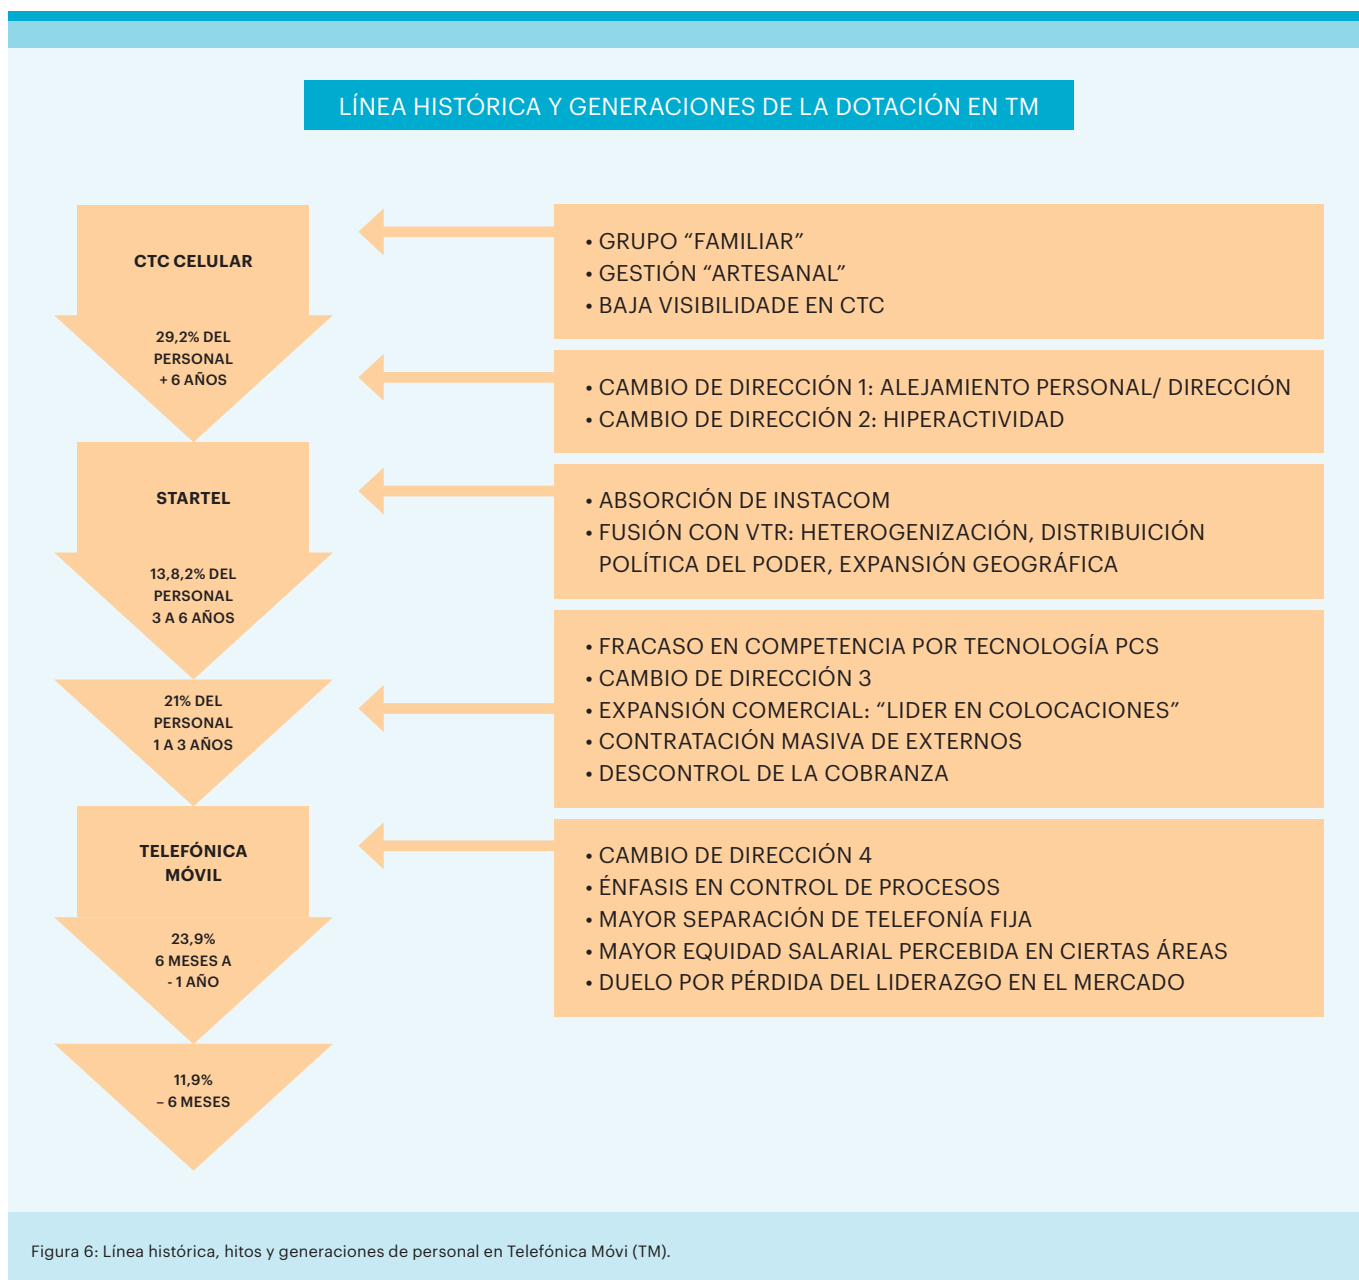 LÍNEA HISTÓRICA Y GENERACIONES DE LA DOTACIÓN EN TM
CTC CELULAR
29,2% DEL
PERSONAL
+ 6 AÑOS
• GRUPO “FAMILIAR”
• GESTIÓN “ARTESANAL”
• BAJA VISIBILIDADE EN CTC
• CAMBIO DE DIRECCIÓN 1: ALEJAMIENTO PERSONAL/ DIRECCIÓN
• CAMBIO DE DIRECCIÓN 2: HIPERACTIVIDAD
STARTEL
13,8,2% DEL
PERSONAL
3 A 6 AÑOS
• ABSORCIÓN DE INSTACOM
• FUSIÓN CON VTR: HETEROGENIZACIÓN, DISTRIBUICIÓN
POLÍTICA DEL PODER, EXPANSIÓN GEOGRÁFICA
21% DEL
PERSONAL
1 A 3 AÑOS
• FRACASO EN COMPETENCIA POR TECNOLOGÍA PCS
• CAMBIO DE DIRECCIÓN 3
• EXPANSIÓN COMERCIAL: “LIDER EN COLOCACIONES”
• CONTRATACIÓN MASIVA DE EXTERNOS
• DESCONTROL DE LA COBRANZA
TELEFÓNICA
MÓVIL
23,9%
6 MESES A
- 1 AÑO
• CAMBIO DE DIRECCIÓN 4
• ÉNFASIS EN CONTROL DE PROCESOS
• MAYOR SEPARACIÓN DE TELEFONÍA FIJA
• MAYOR EQUIDAD SALARIAL PERCEBIDA EN CIERTAS ÁREAS
• DUELO POR PÉRDIDA DEL LIDERAZGO EN EL MERCADO
11,9%
– 6 MESES
Figura 6: Línea histórica, hitos y generaciones de personal en Telefónica Móvi (TM).